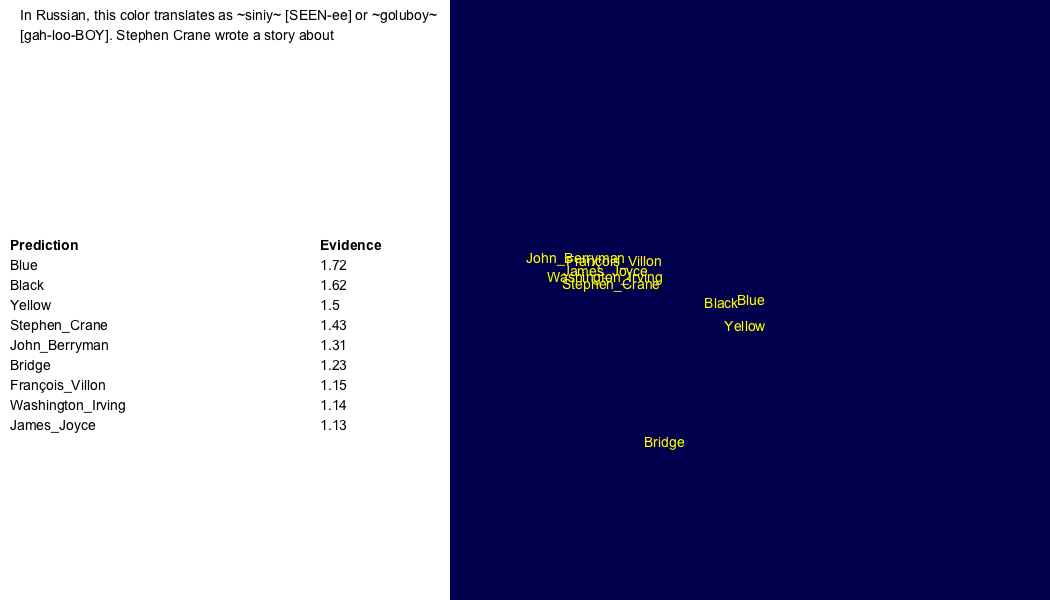 In Russian, this color translates as ~siniy~ [SEEN-ee] or ~goluboy~
[gah-loo-BOY]. Stephen Crane wrote a story about
Prediction Evidence
Blue 1.72
Black 1.62
Yellow 1.5
Stephen_Crane 1.43
John_Berryman 1.31
Bridge 1.23
François_Villon 1.15
Washington_Irving 1.14
James_Joyce 1.13
John_Berryman
François_Villon
James_Joyce
Washington_Irving
Stephen_Crane
Black Blue
Yellow
Bridge